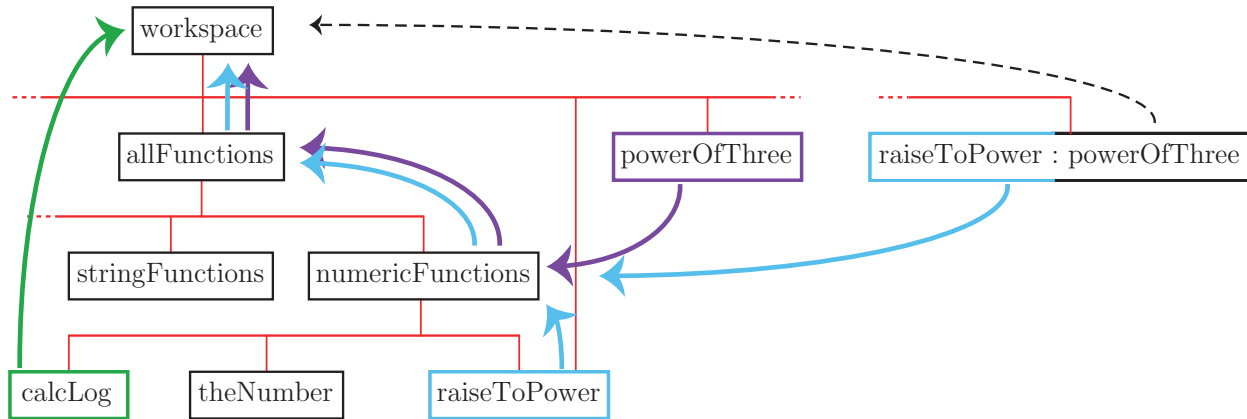 workspace
allFunctions
powerOfThree
raiseToPower : powerOfThree
stringFunctions
numericFunctions
calcLog
theNumber
raiseToPower